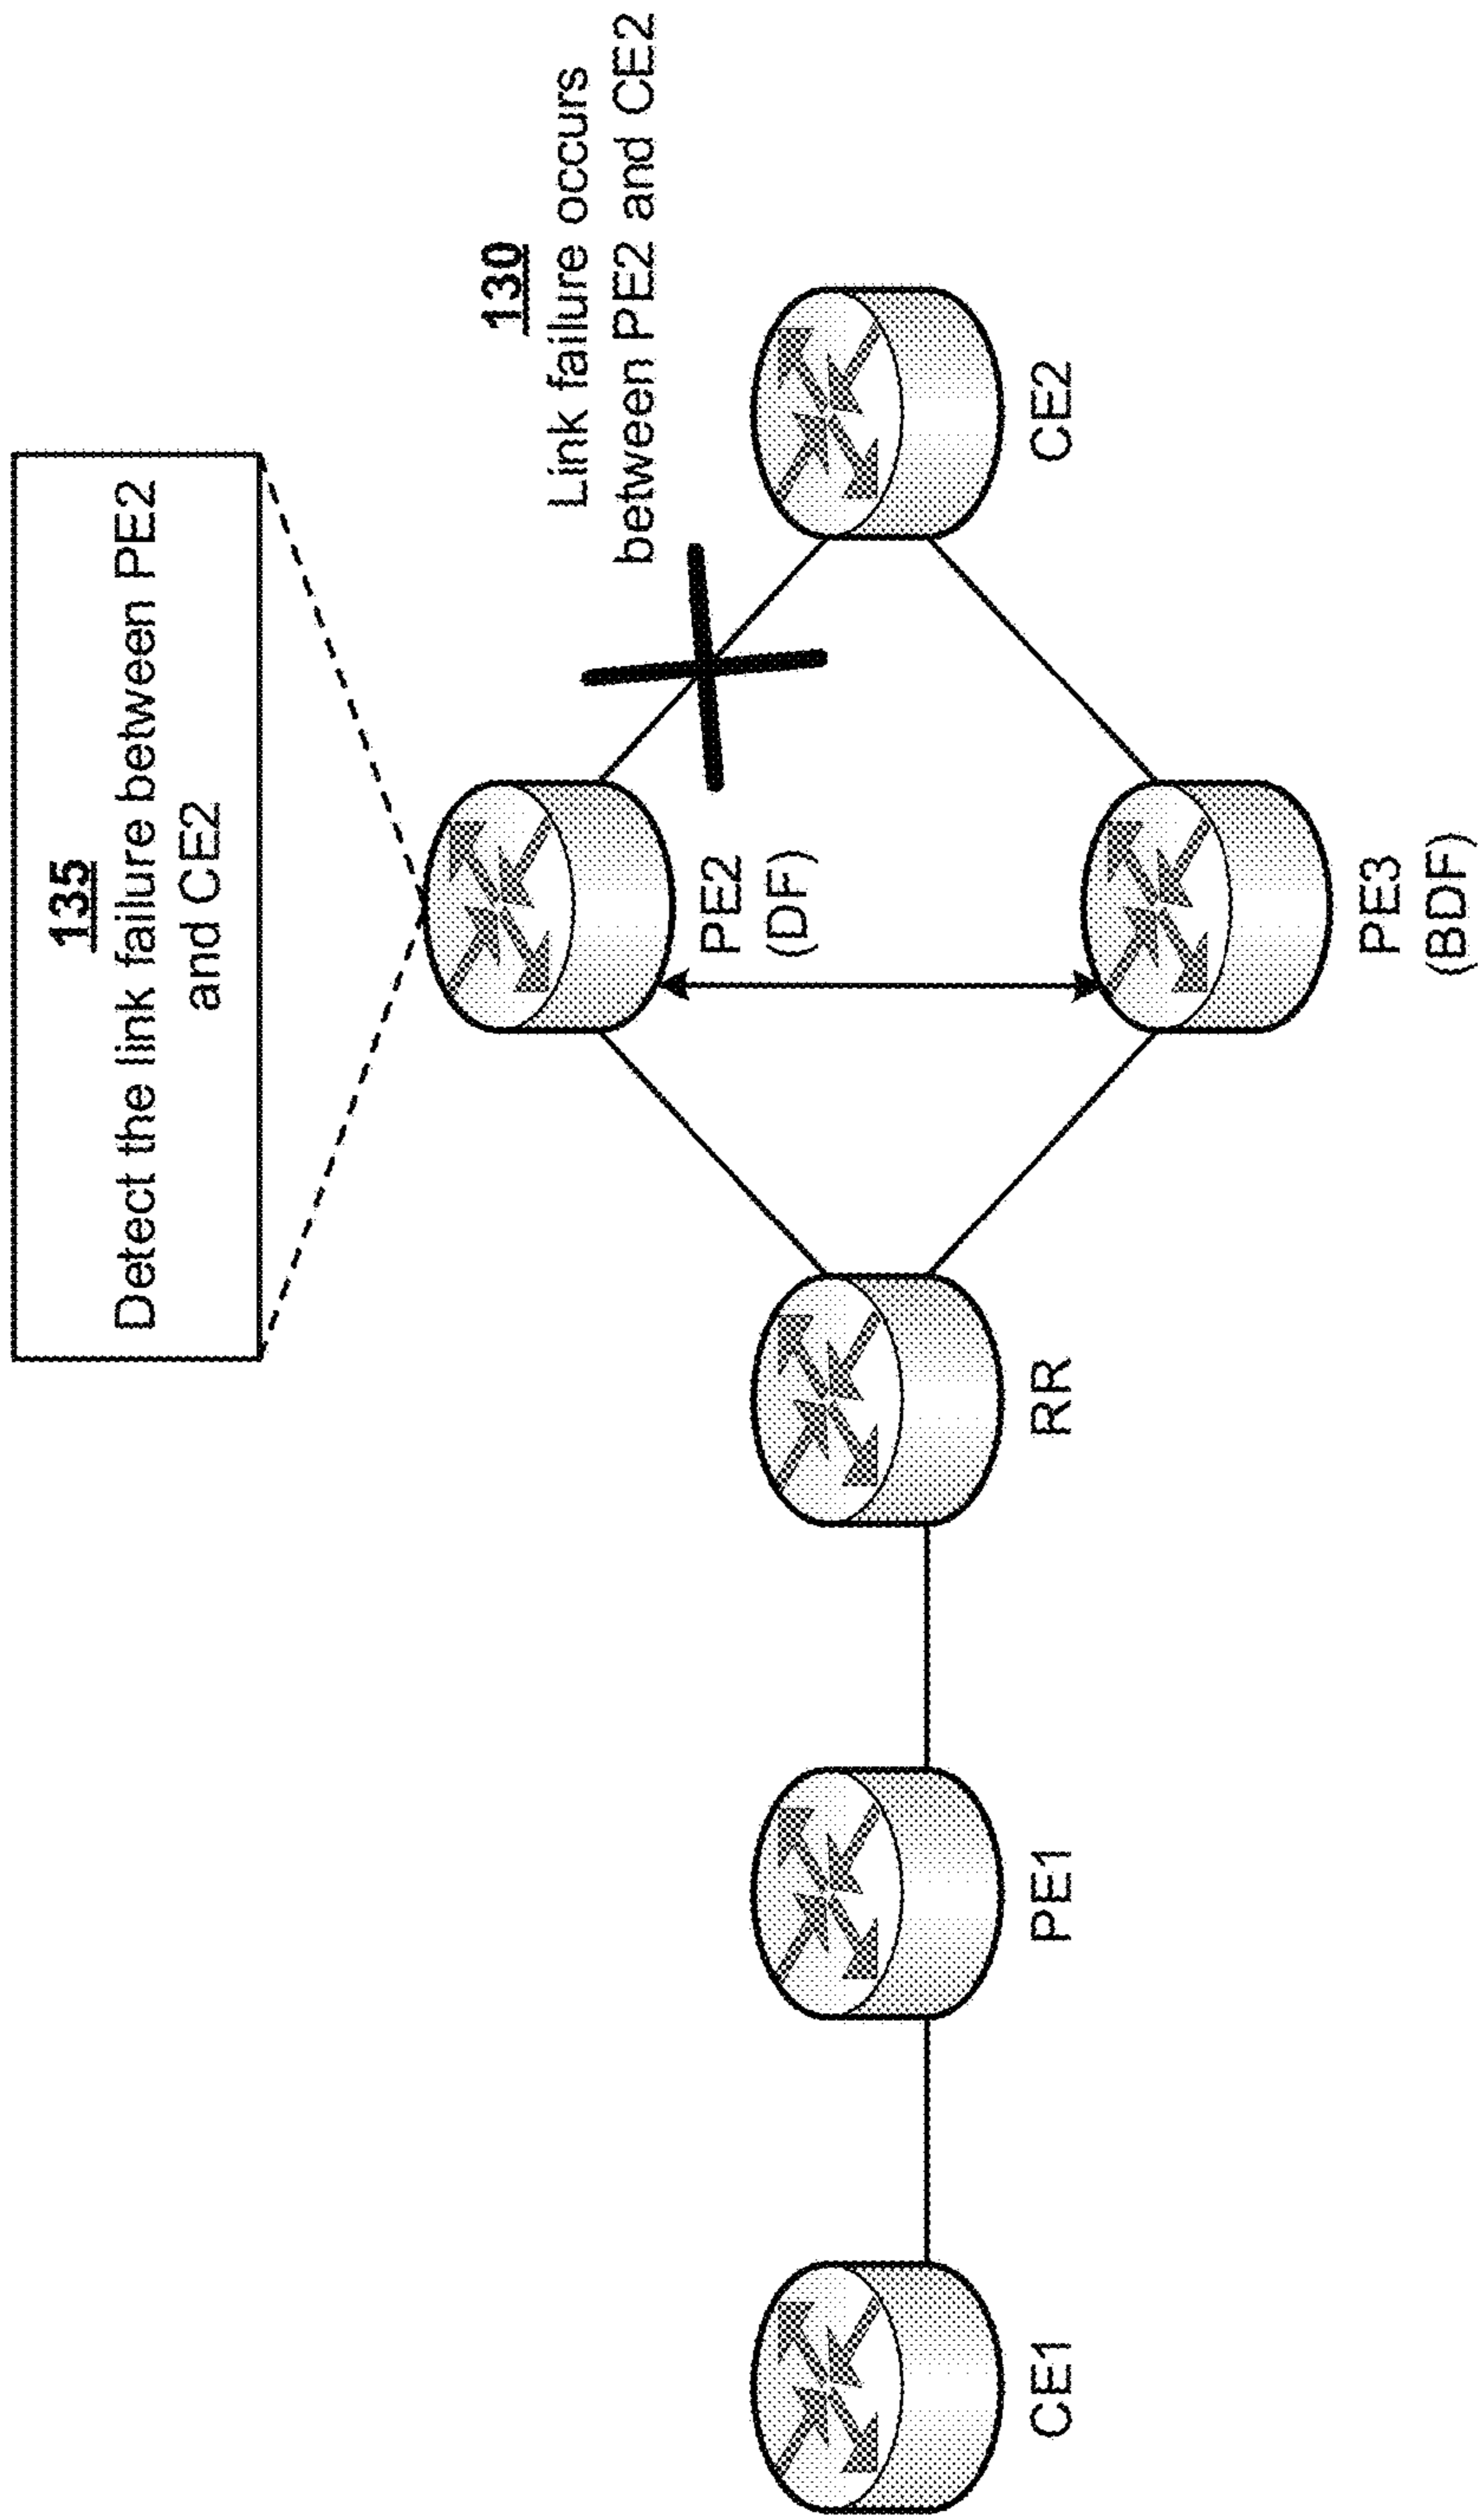 135
Detect the link failure between PE2
and CE2
130
Link failure occurs
between PE2 and CE2
PE2
(DF)
CE1
PE1
RR
CE2
PE3
(BDF)